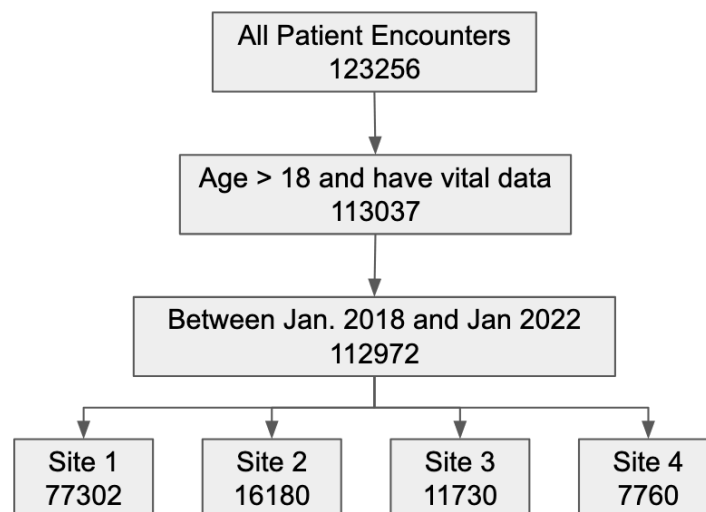 All Patient Encounters
123256
Age > 18 and have vital data
113037
Between Jan. 2018 and Jan 2022
112972
Site 1
77302
Site 2
16180
Site 3
11730
Site 4
7760